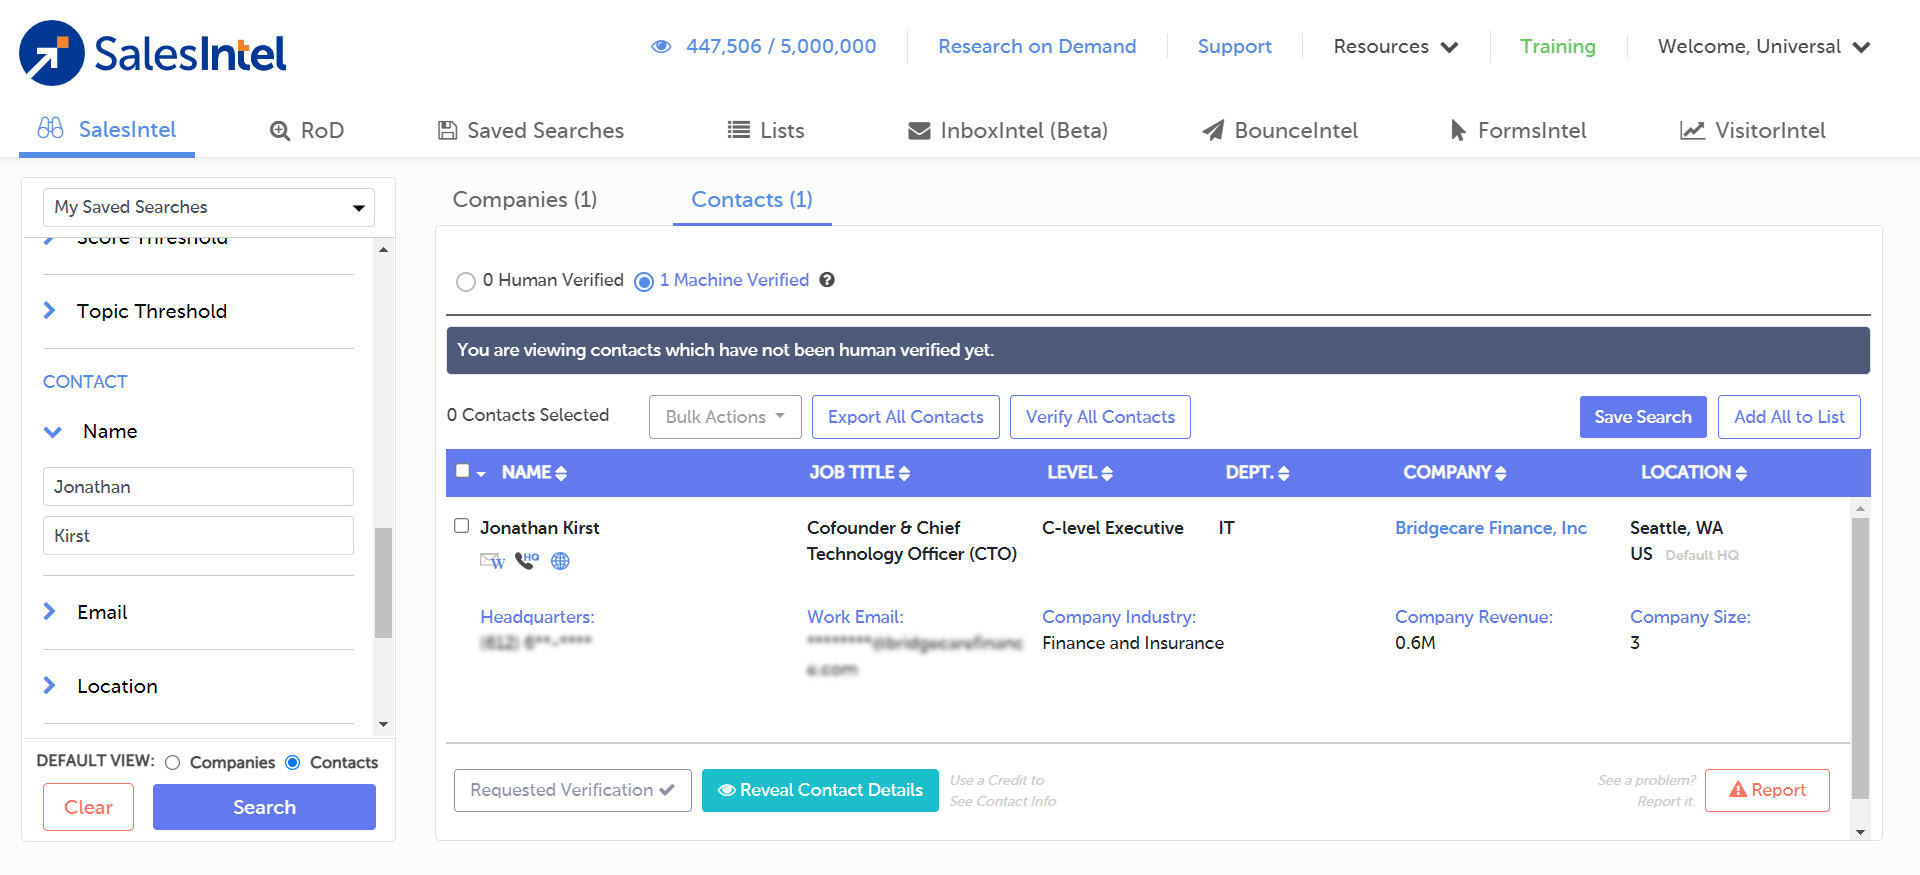 SalesIntel
447,506 / 5,000,000
Research on Demand
Support
Resources
Training
Welcome, Universal
SalesIntel
RoD
Saved Searches
Lists
InboxIntel (Beta)
BounceIntel
FormsIntel
VisitorIntel
My Saved Searches
Score Threshold
Topic Threshold
CONTACT
Name
Jonathan
Kirst
Email
Location
DEFAULT VIEW: Companies Contacts
Clear
Search
Companies (1)
Contacts (1)
0 Human Verified 1 Machine Verified ?
You are viewing contacts which have not been human verified yet.
0 Contacts Selected
Bulk Actions
Export All Contacts
Verify All Contacts
Save Search
Add All to List
NAME JOB TITLE LEVEL DEPT. COMPANY LOCATION
Jonathan Kirst
W HQ
Cofounder & Chief
Technology Officer (CTO)
C-level Executive
IT
Bridgecare Finance, Inc
Seattle, WA
US Default HQ
Headquarters:
(612) 6**-****
Work Email:
********@bridgecarefinanc
e.com
Company Industry:
Finance and Insurance
Company Revenue:
0.6M
Company Size:
3
Requested Verification
Reveal Contact Details
Use a Credit to
See Contact Info
See a problem?
Report it.
Report